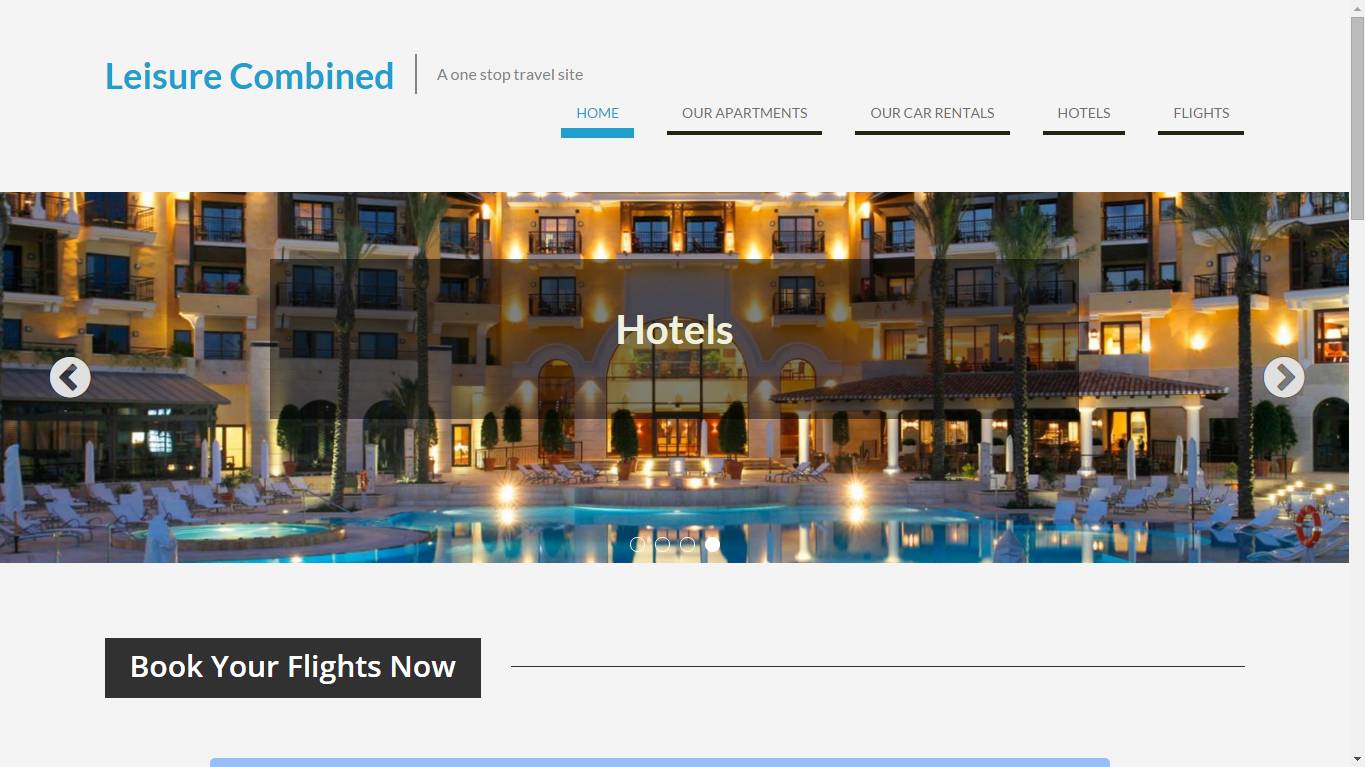 Leisure Combined
A one stop travel site
HOME
OUR APARTMENTS
OUR CAR RENTALS
HOTELS
FLIGHTS
Hotels
Book Your Flights Now